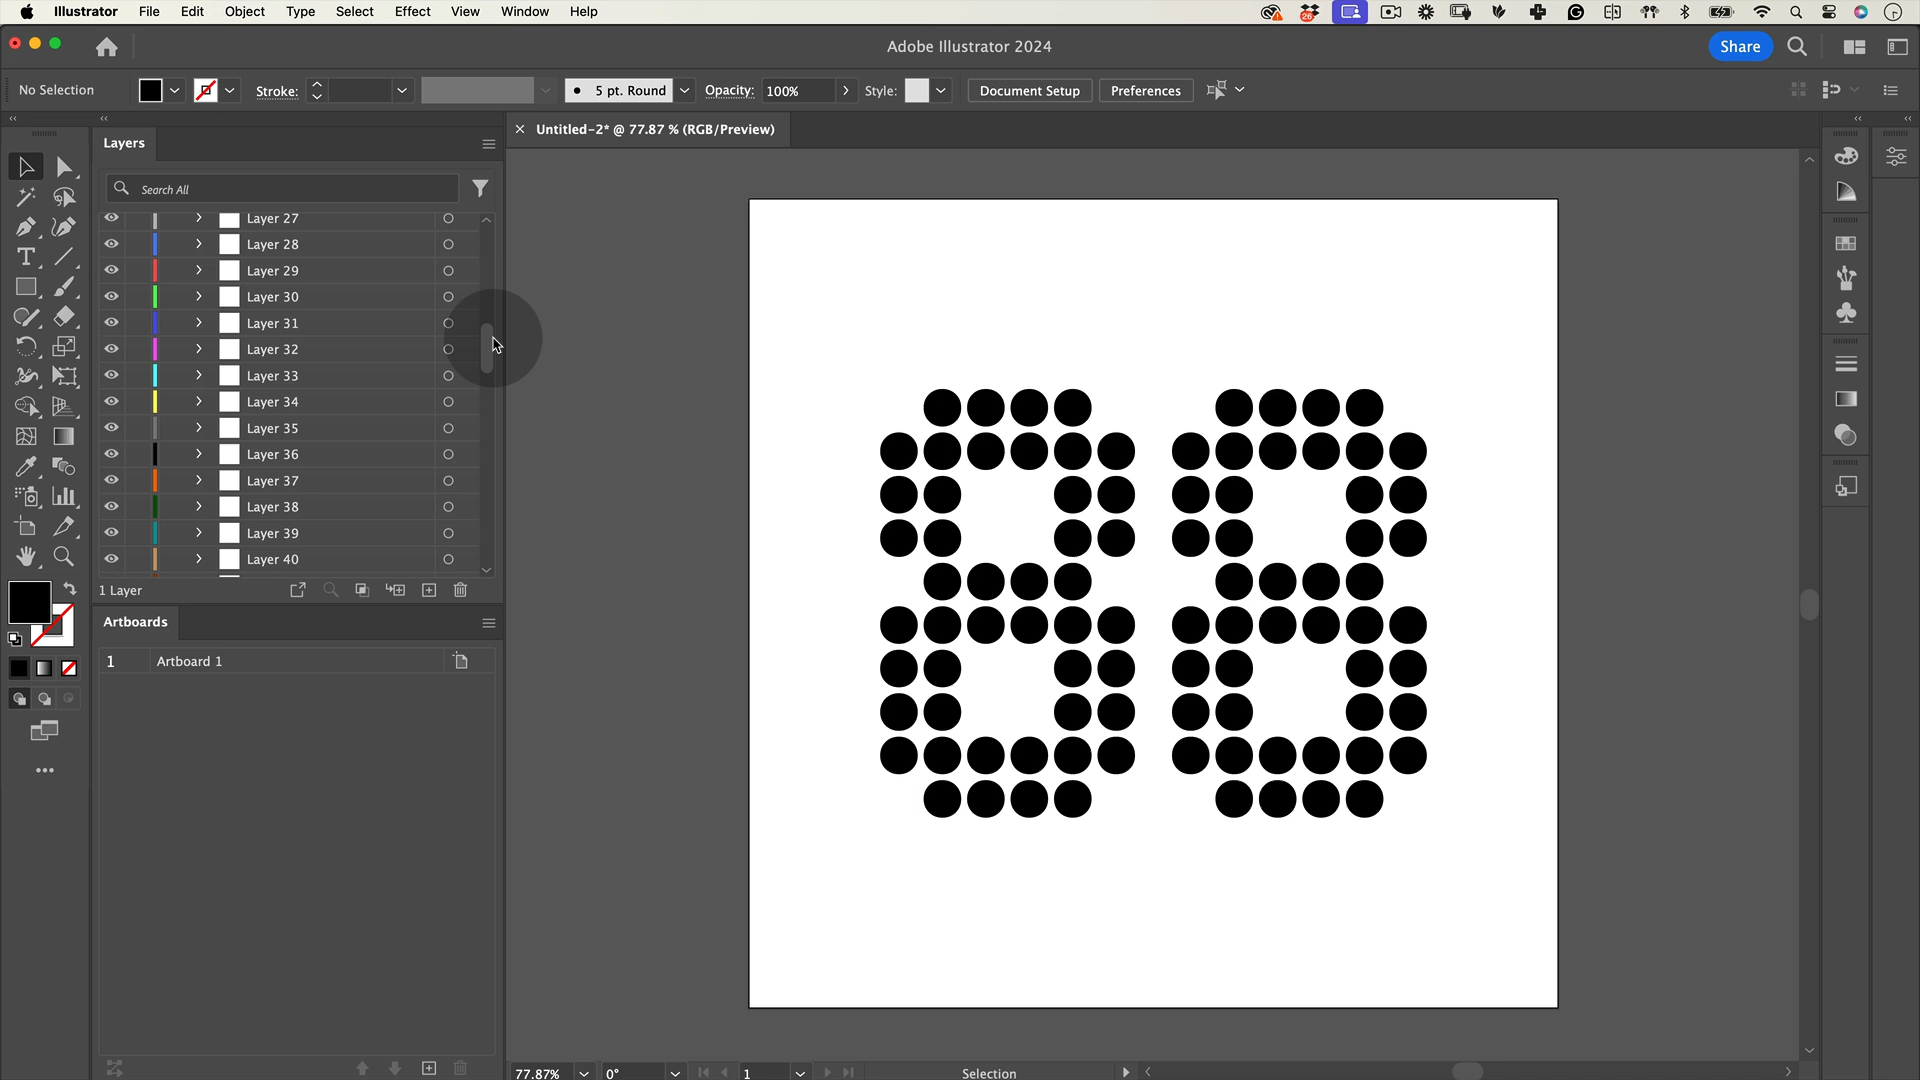 Illustrator File Edit Object Type Select Effect View Window Help
26
Adobe Illustrator 2024
Share
No Selection
Stroke:
5 pt. Round
Opacity: 100%
Style:
Document Setup
Preferences
Layers
Untitled-2* @ 77.87 % (RGB/Preview)
Search All
Layer 27
Layer 28
Layer 29
Layer 30
Layer 31
Layer 32
Layer 33
Layer 34
Layer 35
Layer 36
Layer 37
Layer 38
Layer 39
Layer 40
1 Layer
Artboards
1 Artboard 1
88
77.87% 0° 1 Selection